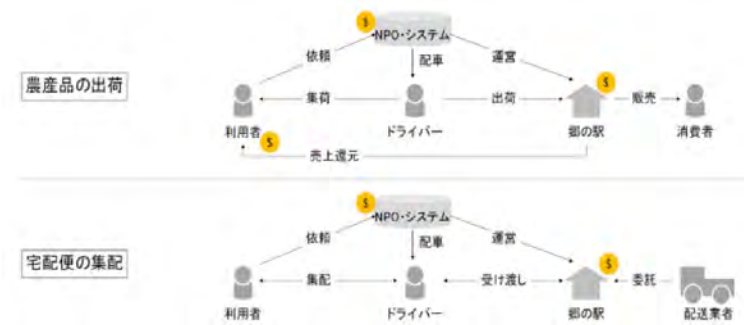 $
NPO・システム
依頼
配車
運営
農産品の出荷
$
集荷
出荷
販売
利用者
ドライバー
郷の駅
消費者
$
売上還元
$
NPO・システム
依頼
配車
運営
宅配便の集配
$
集配
受け渡し
委託
利用者
ドライバー
郷の駅
配送業者